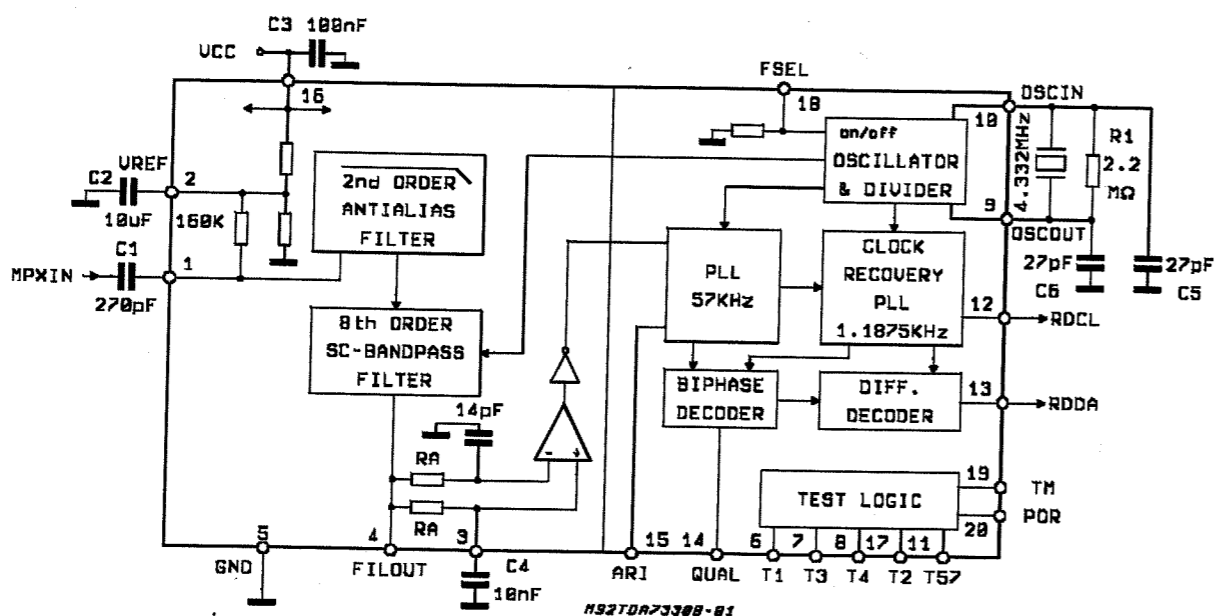 C3 100nF
VCC
FSEL
16
18
OSCIN
10
on/off
OSCILLATOR
& DIVIDER
4.332MHz
R1
2.2
MΩ
C2
VREF
2
10uF
160K
2nd ORDER
ANTIALIAS
FILTER
9
OSCOUT
C1
MPXIN
1
270pF
PLL
57KHz
CLOCK
RECOVERY
PLL
1.1875KHz
27pF
C6
27pF
C5
8th ORDER
SC-BANDPASS
FILTER
12
RDCL
BIPHASE
DECODER
DIFF.
DECODER
13
RDDA
14pF
- +
RA
RA
TEST LOGIC
19
TM
20
POR
5
4
3
15
14
6
7
8
17
11
GND
FILOUT
C4
10nF
ARI
QUAL
T1
T3
T4
T2
T57
M92TDA7330B-01